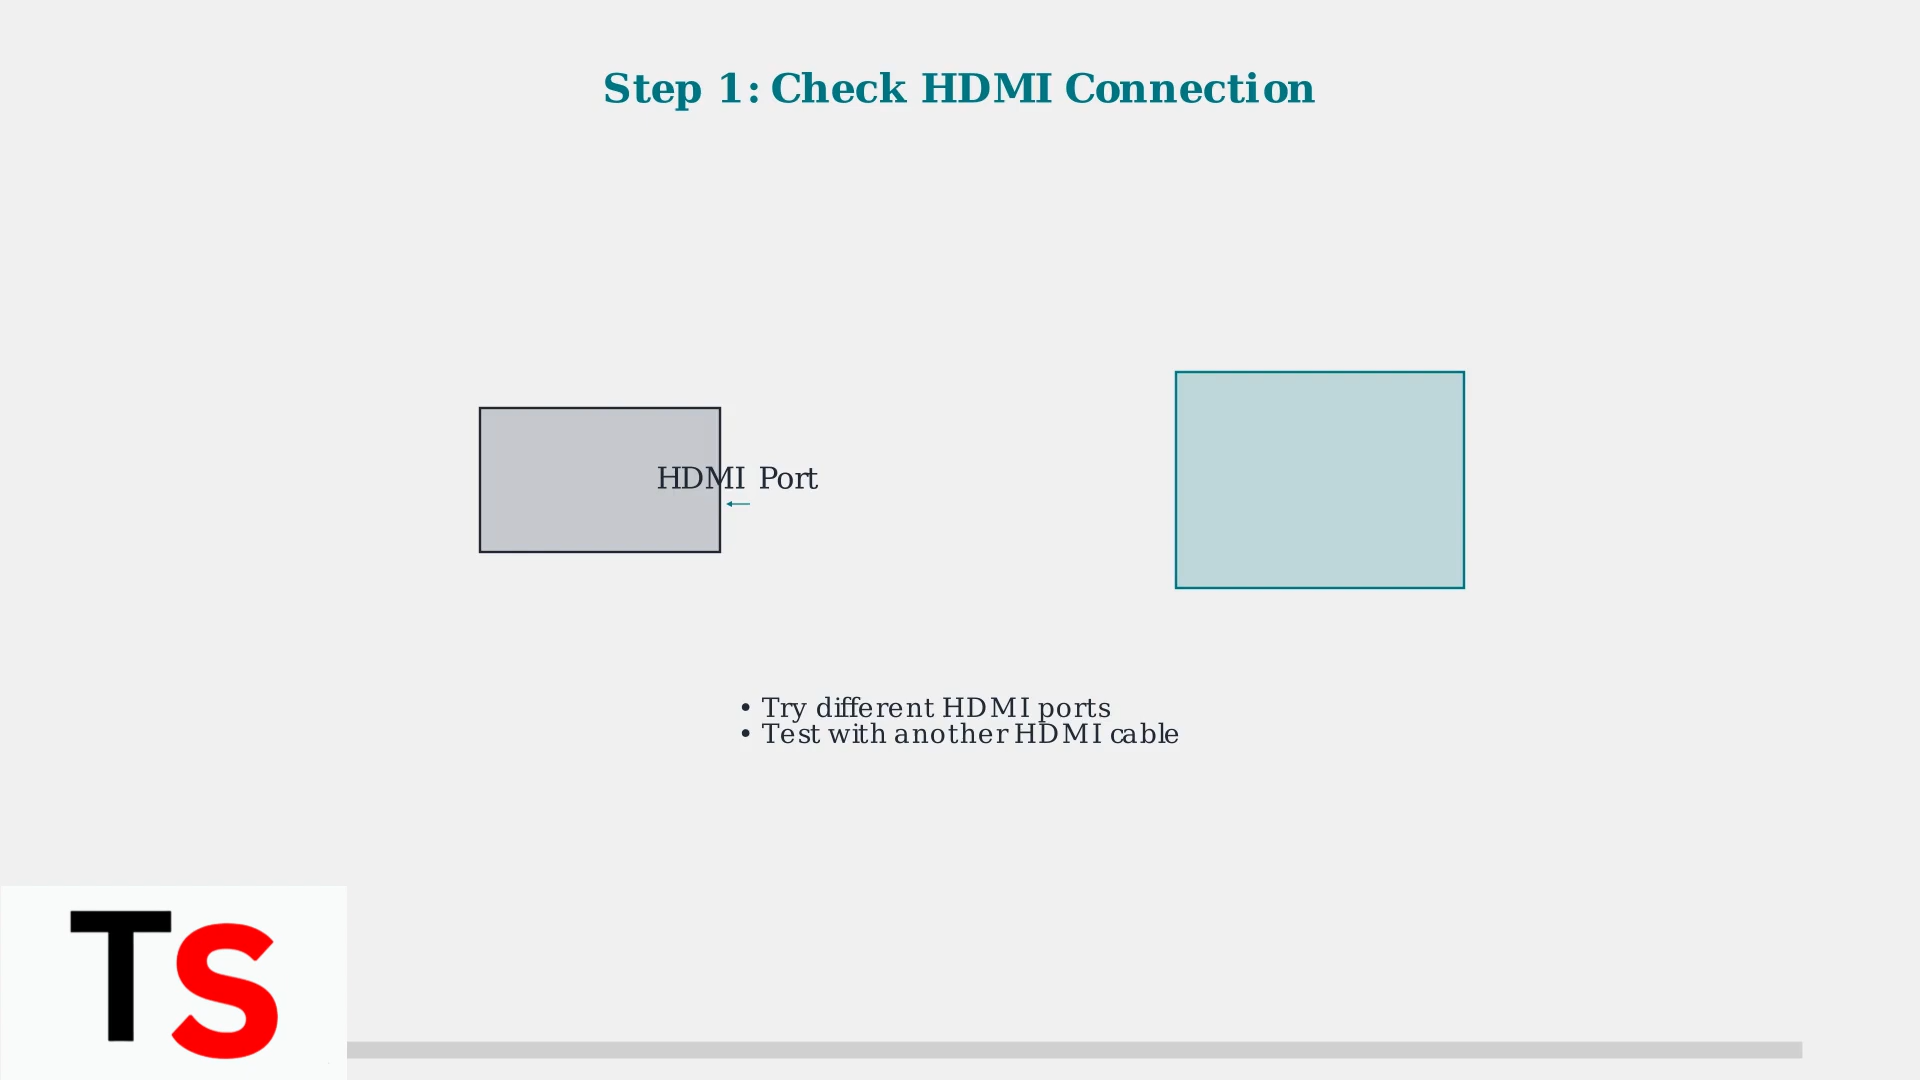 Step 1: Check HDMI Connection
HDMI Port
• Try different HDMI ports
• Test with another HDMI cable
TS